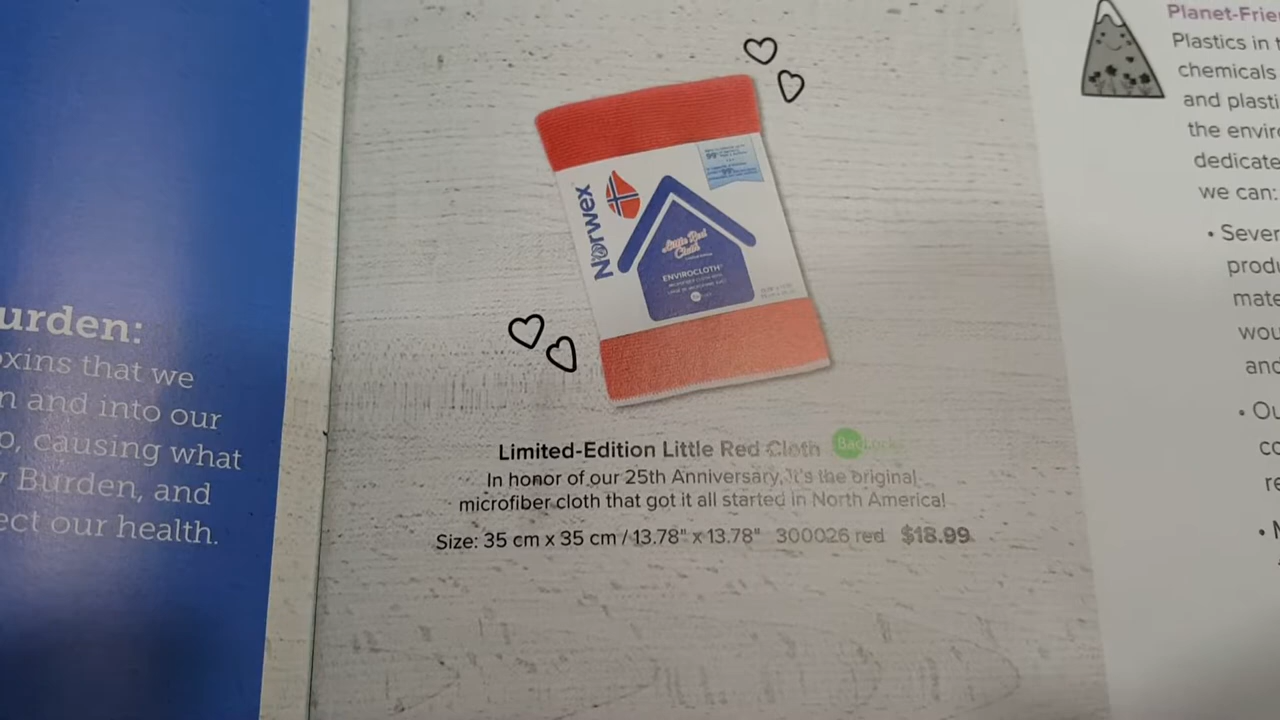 urden:
oxins that we
n and into our
p, causing what
y Burden, and
ect our health.
Norwex
Little Red
Cloth
ENVIROCLOTH
Limited-Edition Little Red Cloth BacLock
In honor of our 25th Anniversary, it's the original
microfiber cloth that got it all started in North America!
Size: 35 cm x 35 cm / 13.78" x 13.78" 300026 red $18.99
Planet-Frie
Plastics in t
chemicals
and plasti
the enviro
dedicate
we can:
• Sever
produ
mate
wou
and
• Ou
co
re
• N